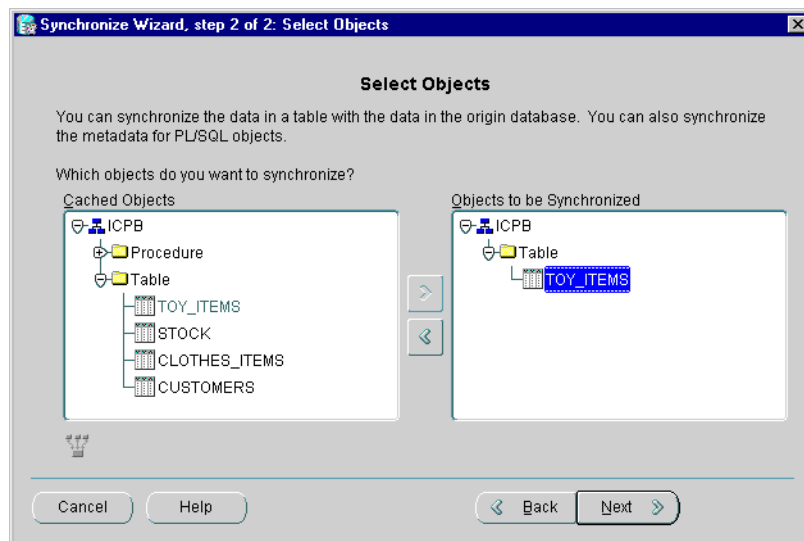 Synchronize Wizard, step 2 of 2: Select Objects
Select Objects
You can synchronize the data in a table with the data in the origin database. You can also synchronize
the metadata for PL/SQL objects.
Which objects do you want to synchronize?
Cached Objects
ICPB
Procedure
Table
TOY_ITEMS
STOCK
CLOTHES_ITEMS
CUSTOMERS
Objects to be Synchronized
ICPB
Table
TOY_ITEMS
Cancel
Help
Back
Next